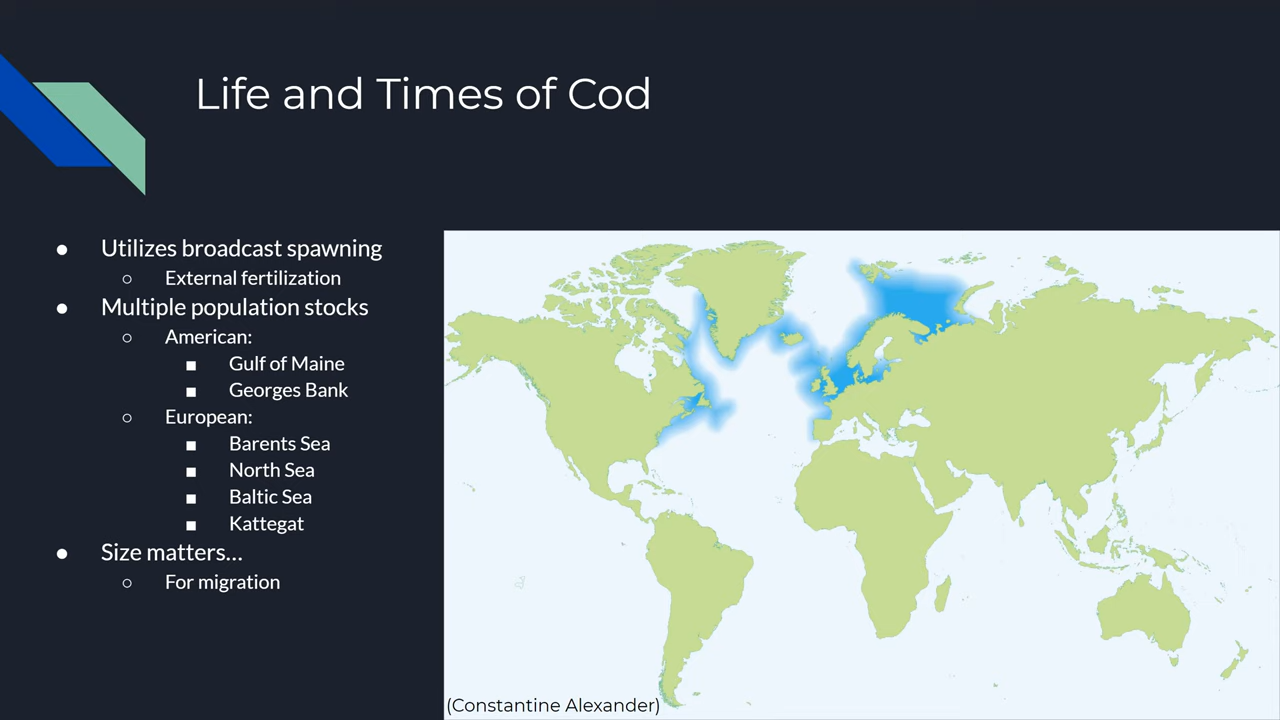 Life and Times of Cod
● Utilizes broadcast spawning
○ External fertilization
● Multiple population stocks
○ American:
■ Gulf of Maine
■ Georges Bank
○ European:
■ Barents Sea
■ North Sea
■ Baltic Sea
■ Kattegat
● Size matters...
○ For migration
(Constantine Alexander)